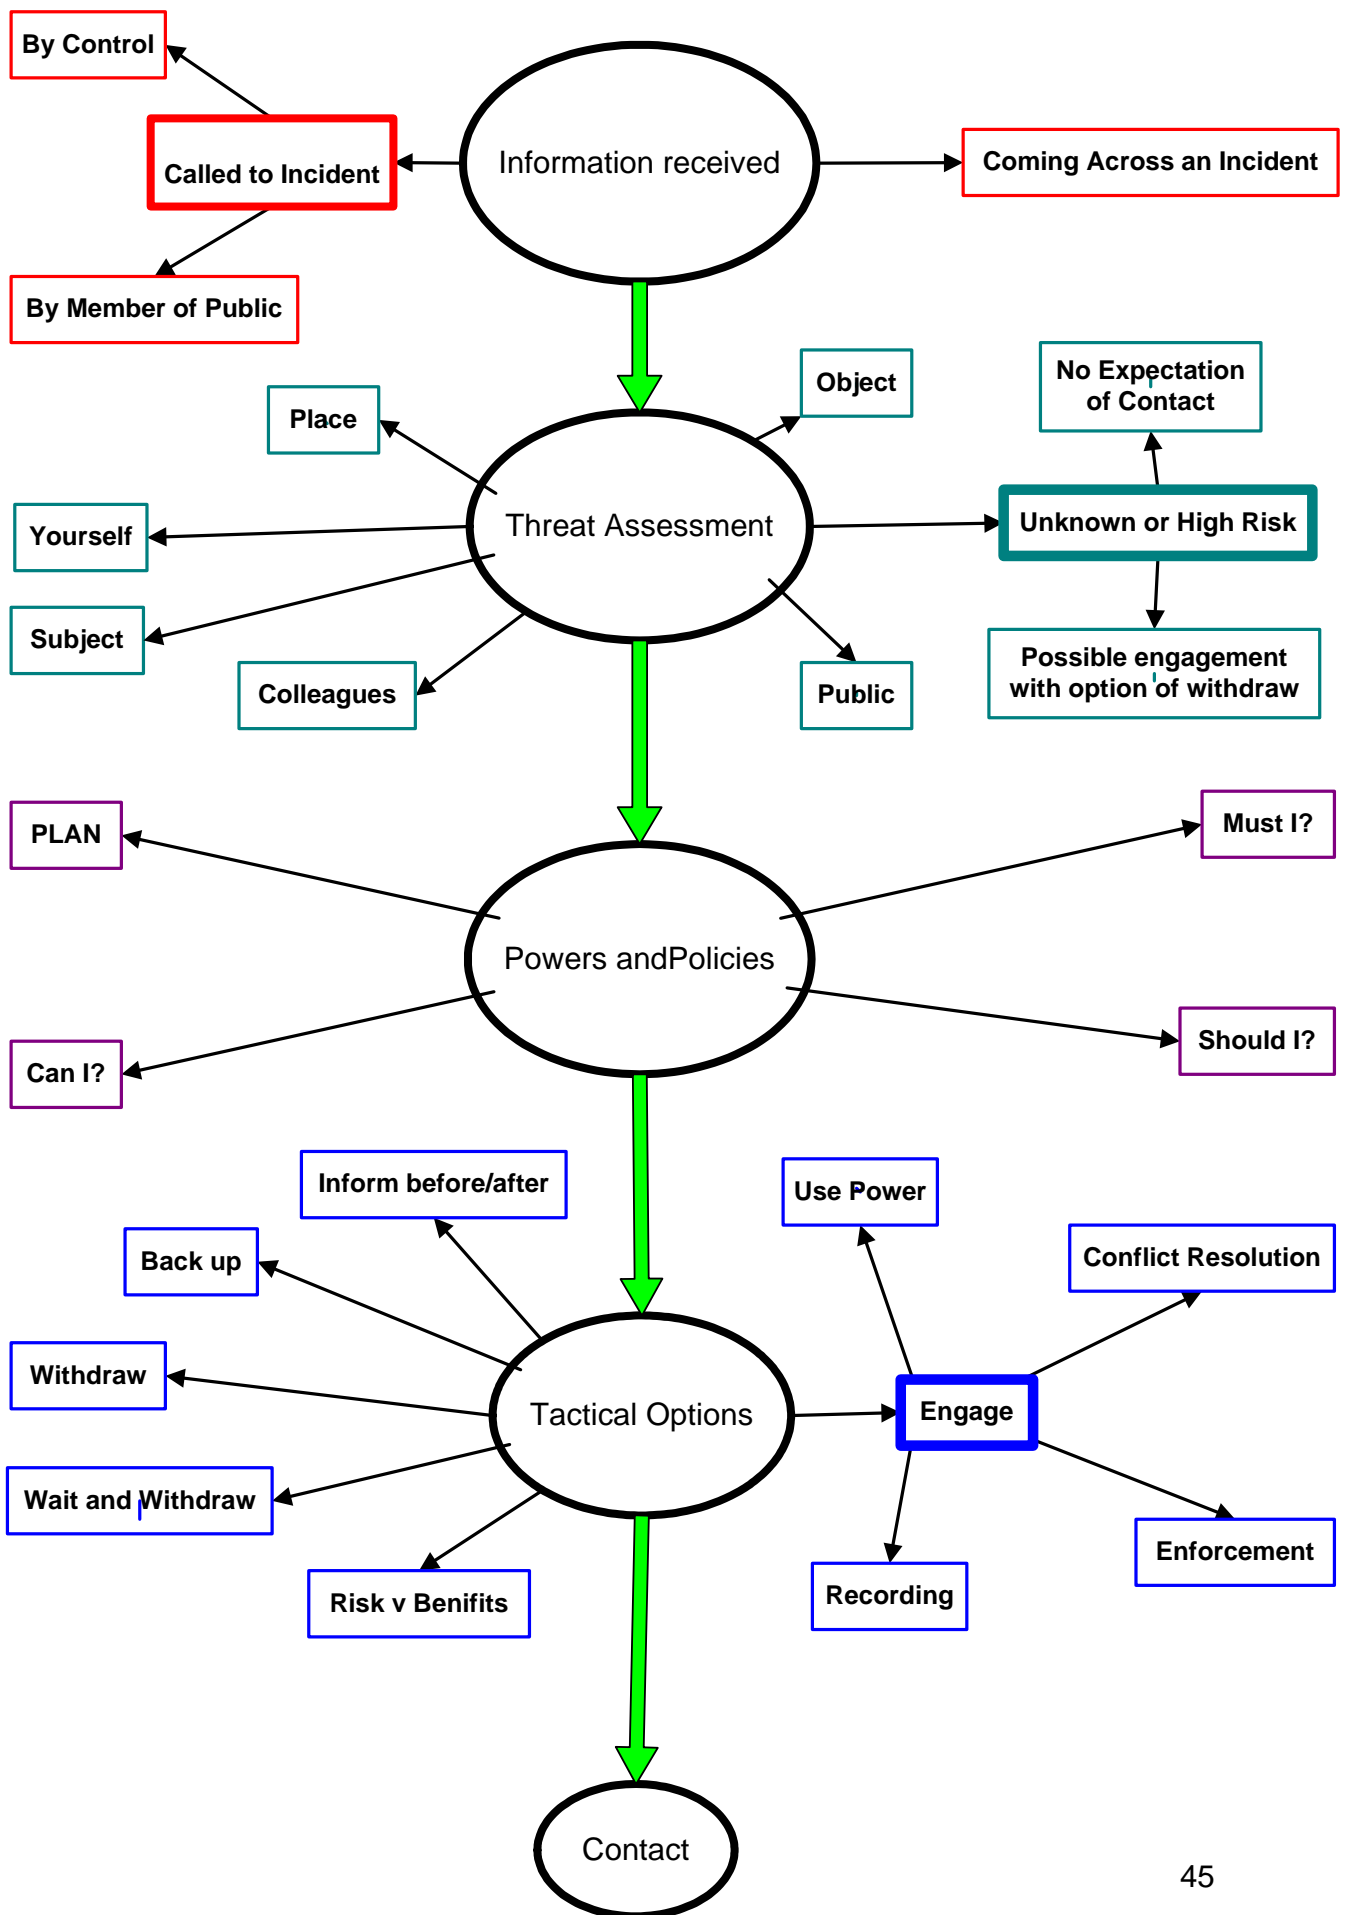 By Control
Called to Incident
Information received
Coming Across an Incident
By Member of Public
Place
Object
No Expectation
of Contact
Yourself
Threat Assessment
Unknown or High Risk
Subject
Colleagues
Public
Possible engagement
with option of withdraw
PLAN
Must I?
Powers andPolicies
Can I?
Should I?
Inform before/after
Use Power
Back up
Conflict Resolution
Withdraw
Tactical Options
Engage
Wait and Withdraw
Enforcement
Risk v Benifits
Recording
Contact
45